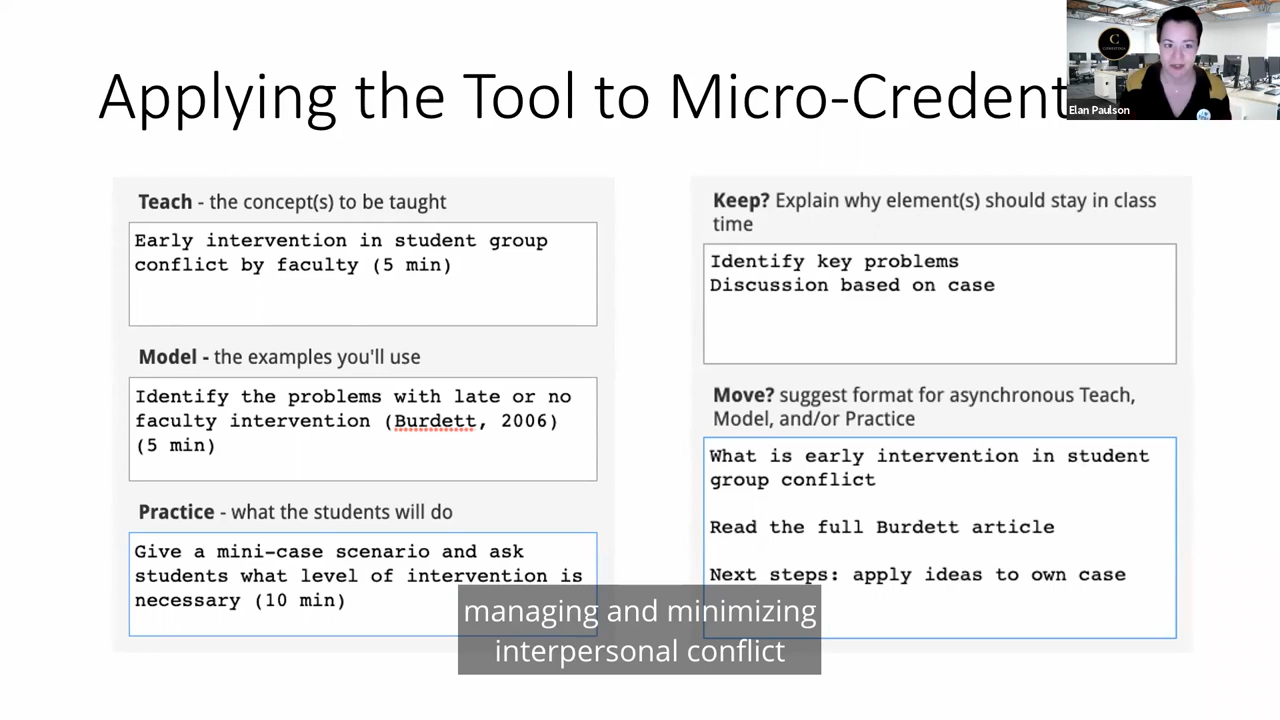 Applying the Tool to Micro-Credent
C
Elan Paulson
Teach - the concept(s) to be taught
Early intervention in student group
conflict by faculty (5 min)
Model - the examples you'll use
Identify the problems with late or no
faculty intervention (Burdett, 2006)
(5 min)
Practice - what the students will do
Give a mini-case scenario and ask
students what level of intervention is
necessary (10 min)
Keep? Explain why element(s) should stay in class
time
Identify key problems
Discussion based on case
Move? suggest format for asynchronous Teach,
Model, and/or Practice
What is early intervention in student
group conflict
Read the full Burdett article
Next steps: apply ideas to own case
managing and minimizing
interpersonal conflict